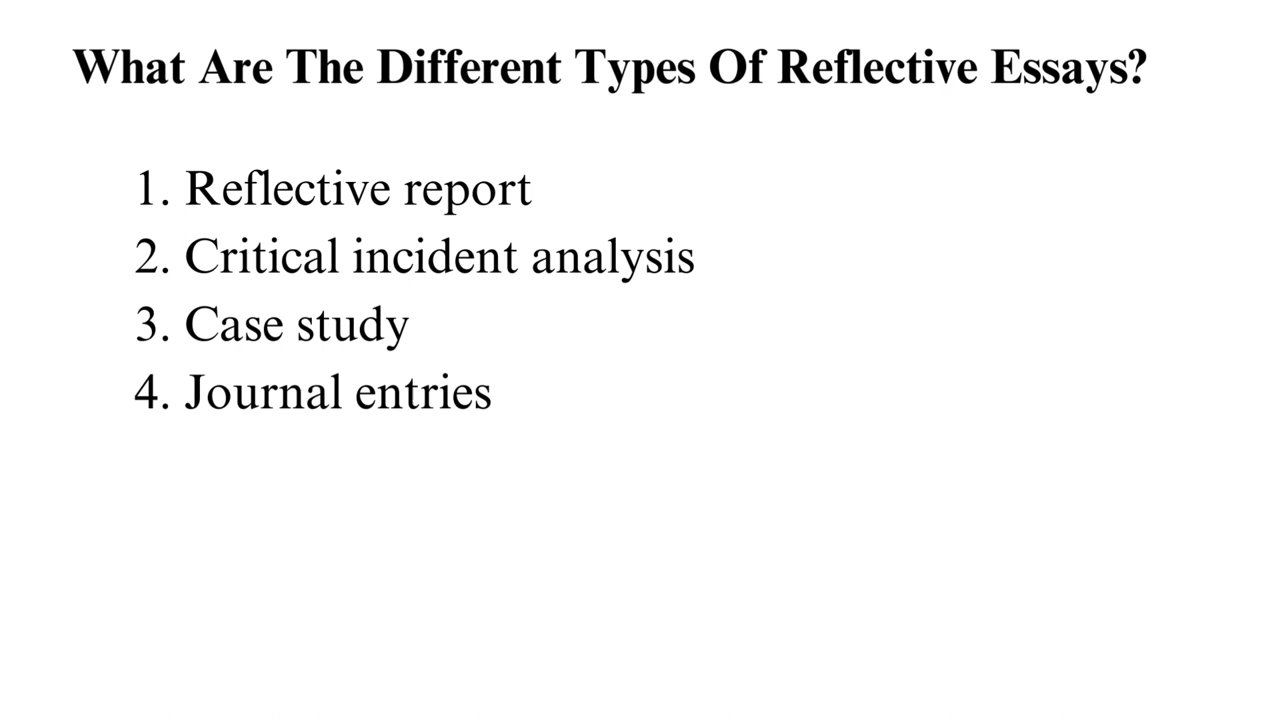 What Are The Different Types Of Reflective Essays?
1. Reflective report
2. Critical incident analysis
3. Case study
4. Journal entries